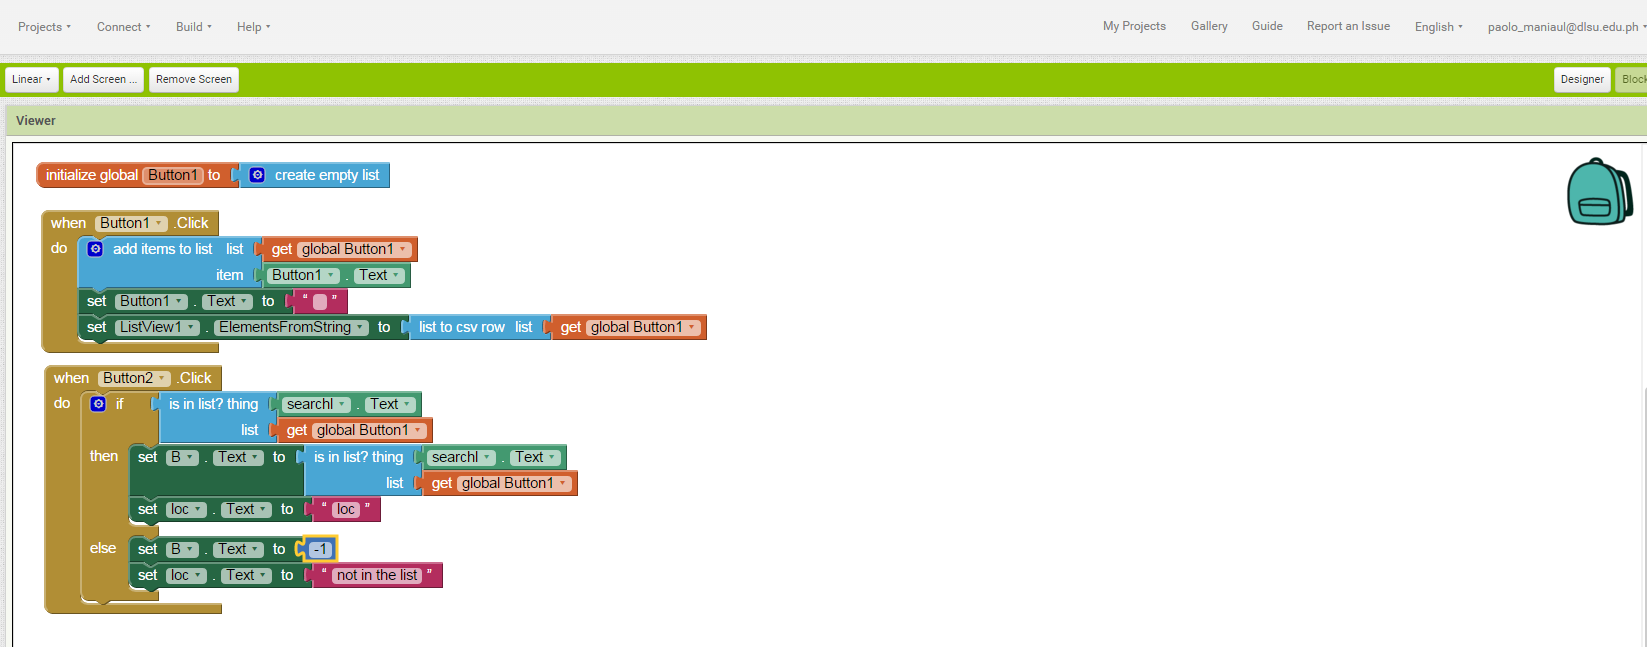 Projects Connect Build Help My Projects Gallery Guide Report an Issue English paolo_maniaul@dlsu.edu.ph
Linear Add Screen ... Remove Screen Designer
Viewer
initialize global Button1 to create empty list
when Button1 .Click
do add items to list list get global Button1
item Button1 . Text
set Button1 . Text to “ ”
set ListView1 . ElementsFromString to list to csv row list get global Button1
when Button2 .Click
do if is in list? thing searchl . Text
list get global Button1
then set B . Text to is in list? thing searchl . Text
list get global Button1
set loc . Text to “ loc ”
else set B . Text to -1
set loc . Text to “ not in the list ”